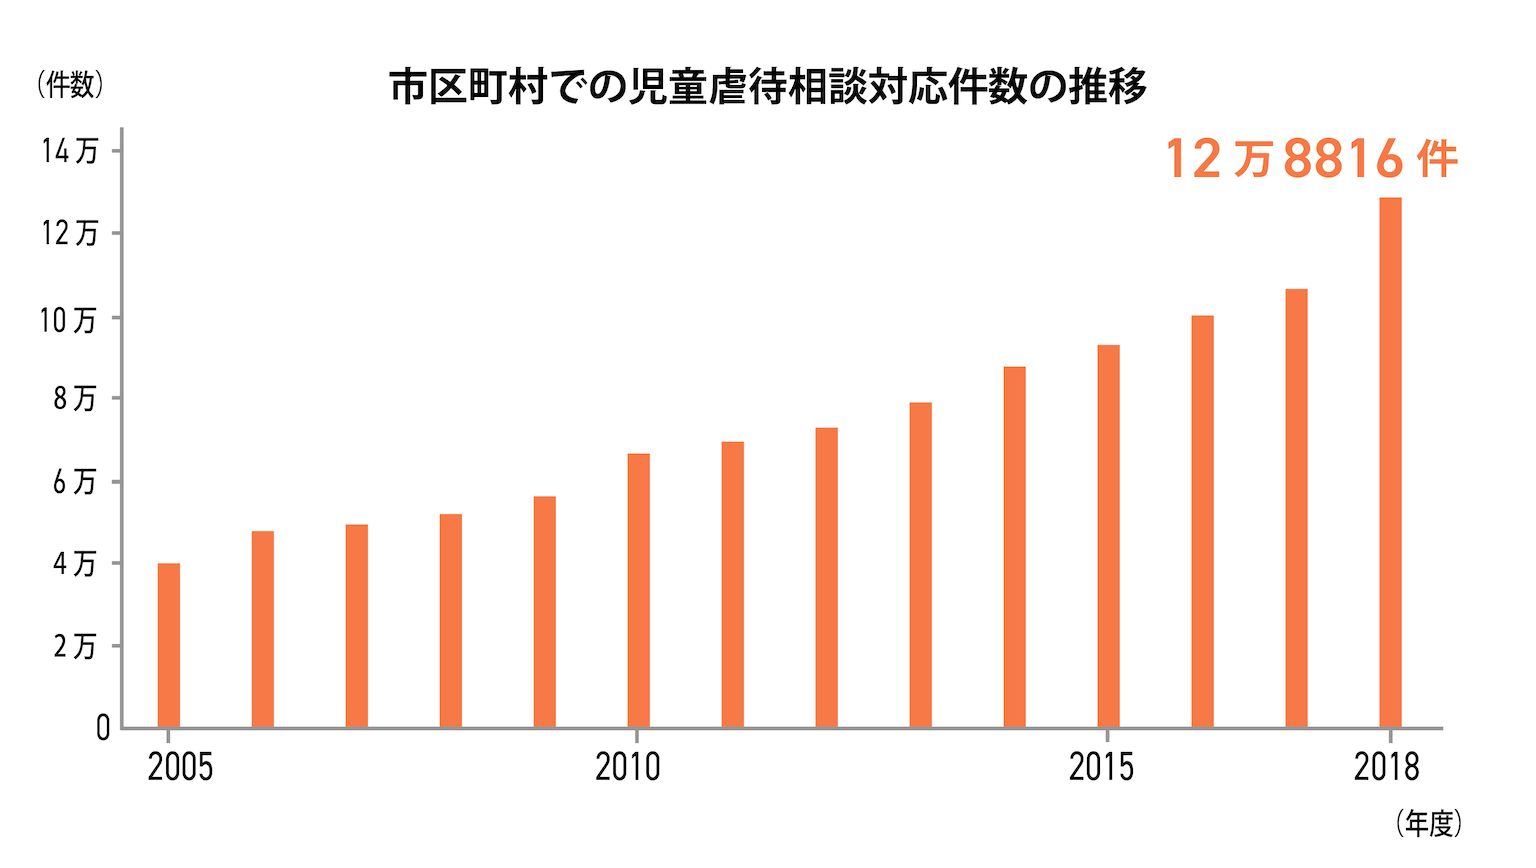 市区町村での児童虐待相談対応件数の推移
（件数）
12万8816件
14万
12万
10万
8万
6万
4万
2万
0
2005 2010 2015 2018
（年度）